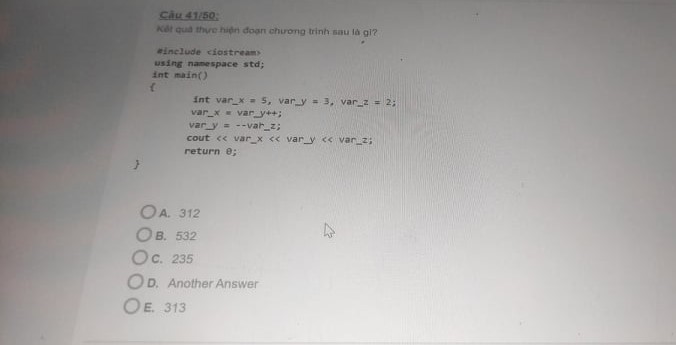 Câu 41/50:
Kết quả thực hiện đoạn chương trình sau là gì?
#include <iostream>
using namespace std;
int main()
{
int var_x = 5, var_y = 3, var_z = 2;
var_x = var_y++;
var_y = --var_z;
cout << var_x << var_y << var_z;
return 0;
}
A. 312
B. 532
C. 235
D. Another Answer
E. 313